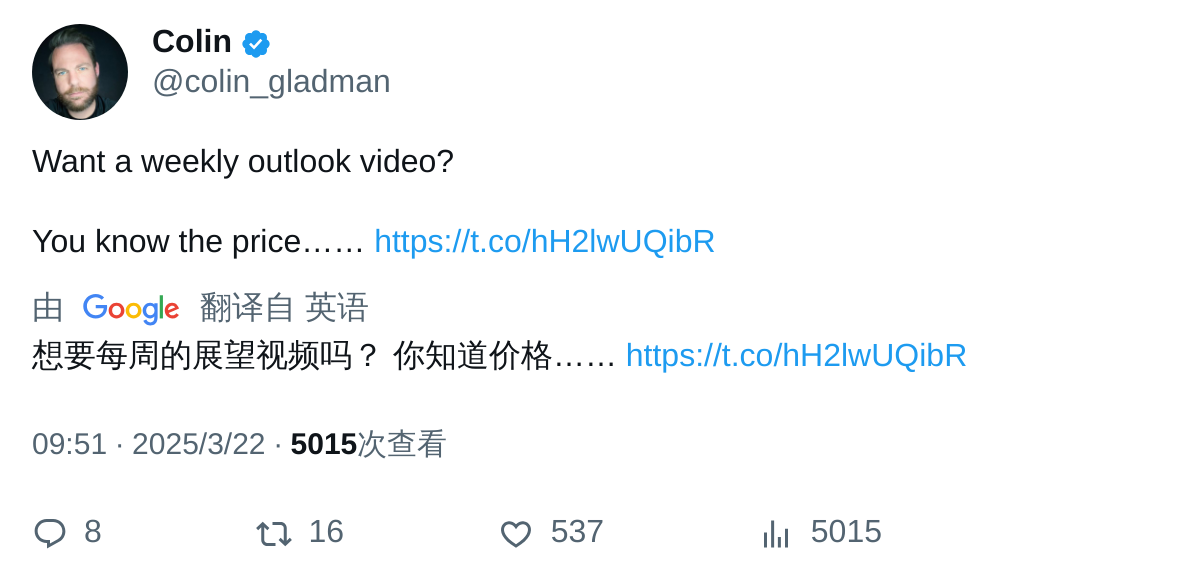 Colin
@colin_gladman
Want a weekly outlook video?
You know the price…… https://t.co/hH2lwUQibR
由 Google 翻译自 英语
想要每周的展望视频吗？ 你知道价格…… https://t.co/hH2lwUQibR
09:51 · 2025/3/22 · 5015次查看
8 16 537 5015